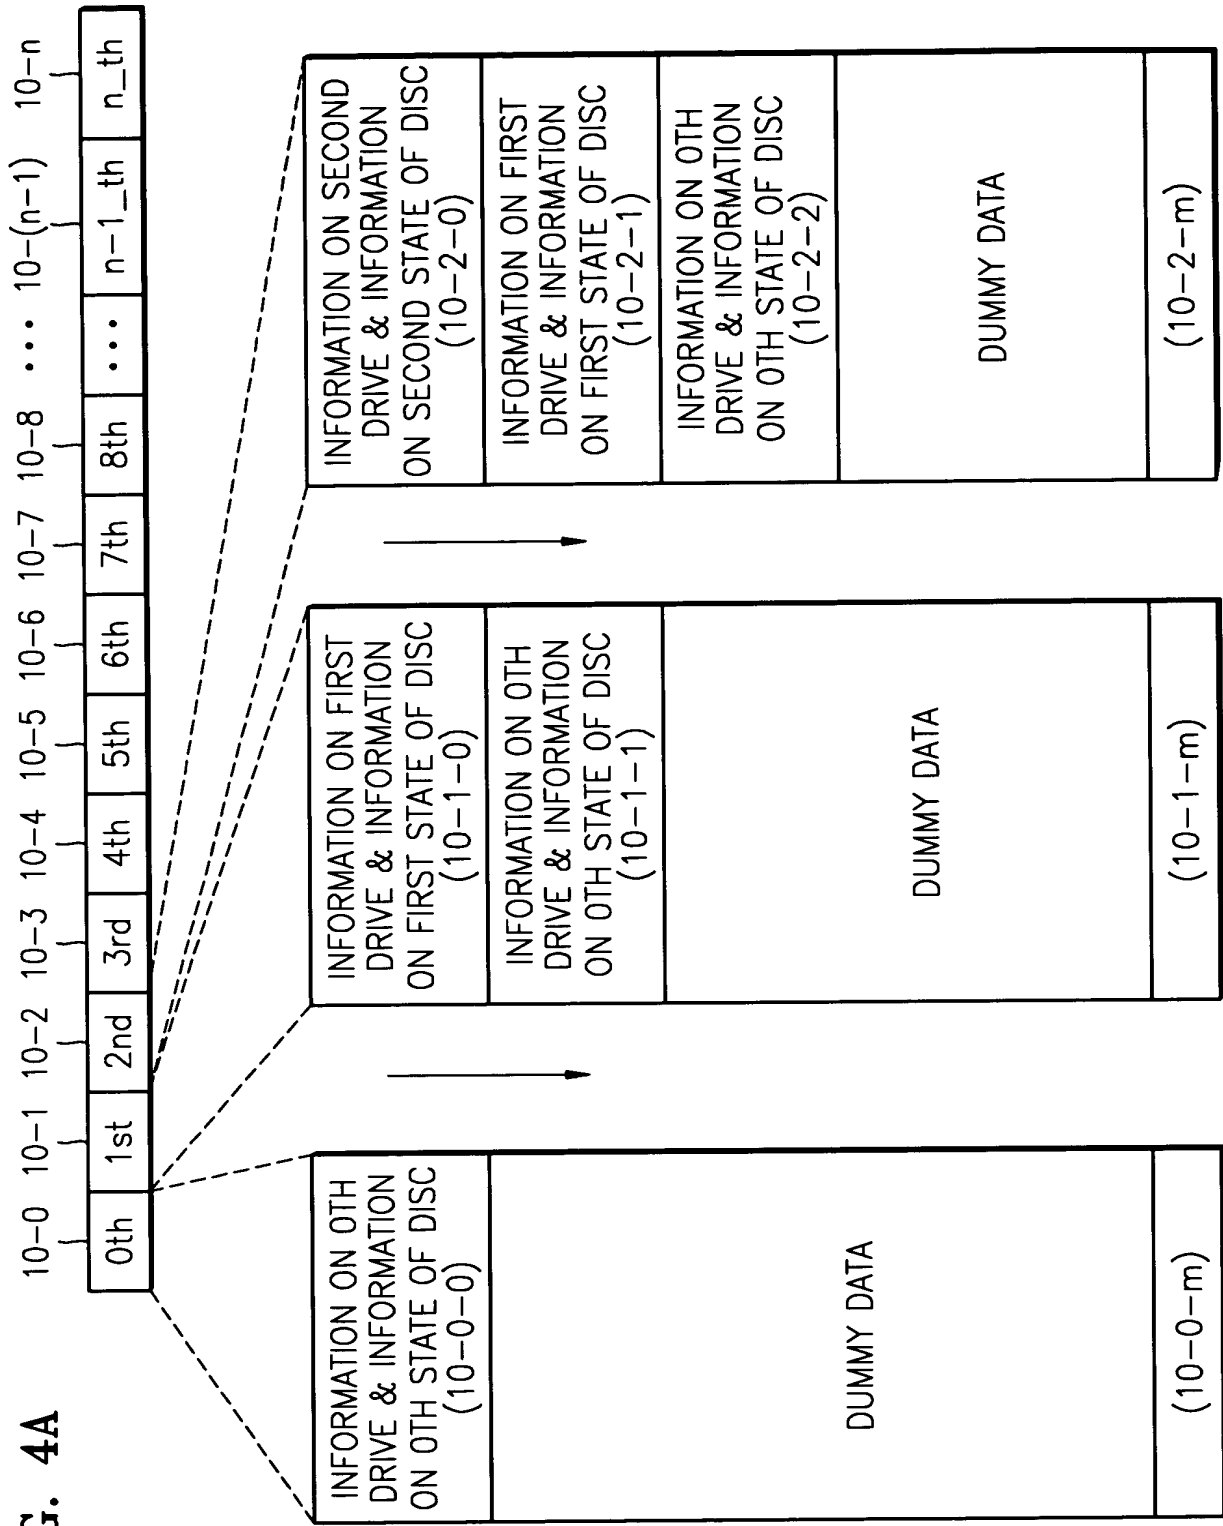 G. 4A
10-0 10-1 10-2 10-3 10-4 10-5 10-6 10-7 10-8 ••• 10-(n-1) 10-n
0th 1st 2nd 3rd 4th 5th 6th 7th 8th ••• n-1_th n_th
INFORMATION ON 0TH
DRIVE & INFORMATION
ON 0TH STATE OF DISC
(10-0-0)
DUMMY DATA
(10-0-m)
INFORMATION ON FIRST
DRIVE & INFORMATION
ON FIRST STATE OF DISC
(10-1-0)
INFORMATION ON 0TH
DRIVE & INFORMATION
ON 0TH STATE OF DISC
(10-1-1)
DUMMY DATA
(10-1-m)
INFORMATION ON SECOND
DRIVE & INFORMATION
ON SECOND STATE OF DISC
(10-2-0)
INFORMATION ON FIRST
DRIVE & INFORMATION
ON FIRST STATE OF DISC
(10-2-1)
INFORMATION ON 0TH
DRIVE & INFORMATION
ON 0TH STATE OF DISC
(10-2-2)
DUMMY DATA
(10-2-m)